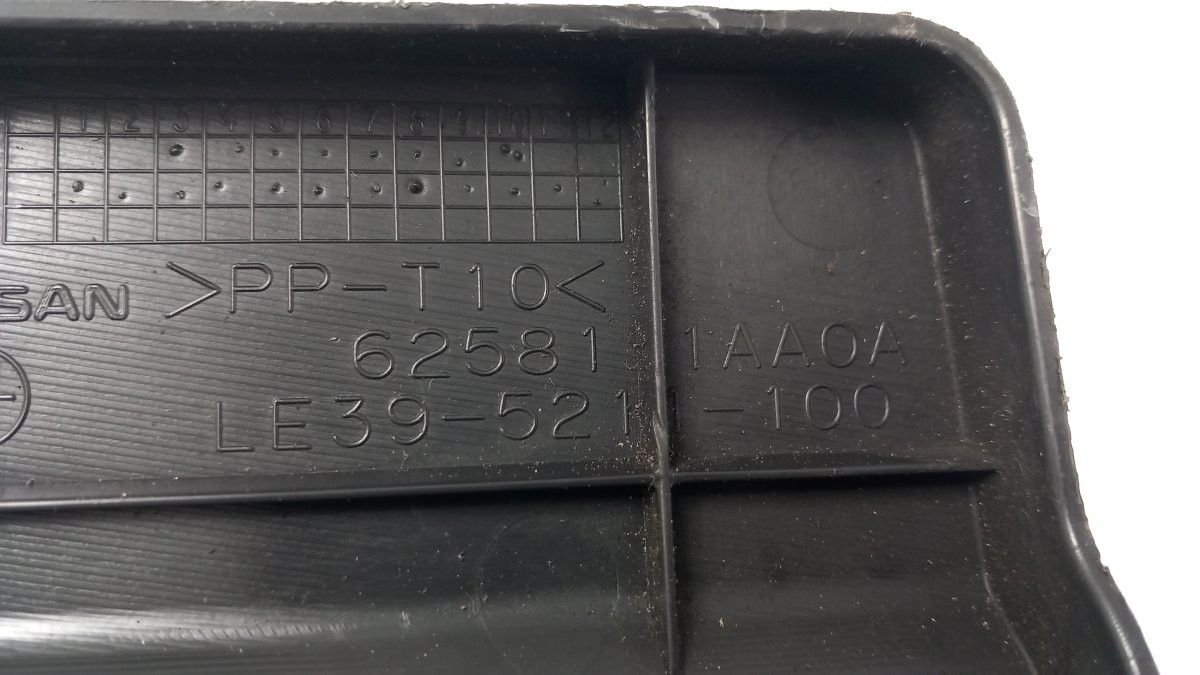 1 2 3 4 5 6 7 8 9 10 11 12
SAN >PP-T10<
62581 1AA0A
LE39-5211-100